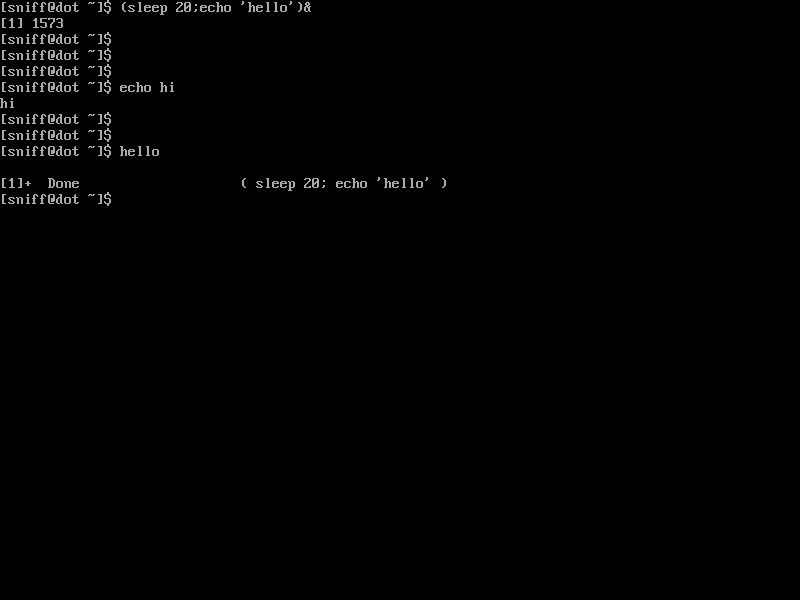 [sniff@dot ~]$ (sleep 20;echo 'hello')&
[1] 1573
[sniff@dot ~]$
[sniff@dot ~]$
[sniff@dot ~]$
[sniff@dot ~]$ echo hi
hi
[sniff@dot ~]$
[sniff@dot ~]$
[sniff@dot ~]$ hello
[1]+  Done                    ( sleep 20; echo 'hello' )
[sniff@dot ~]$